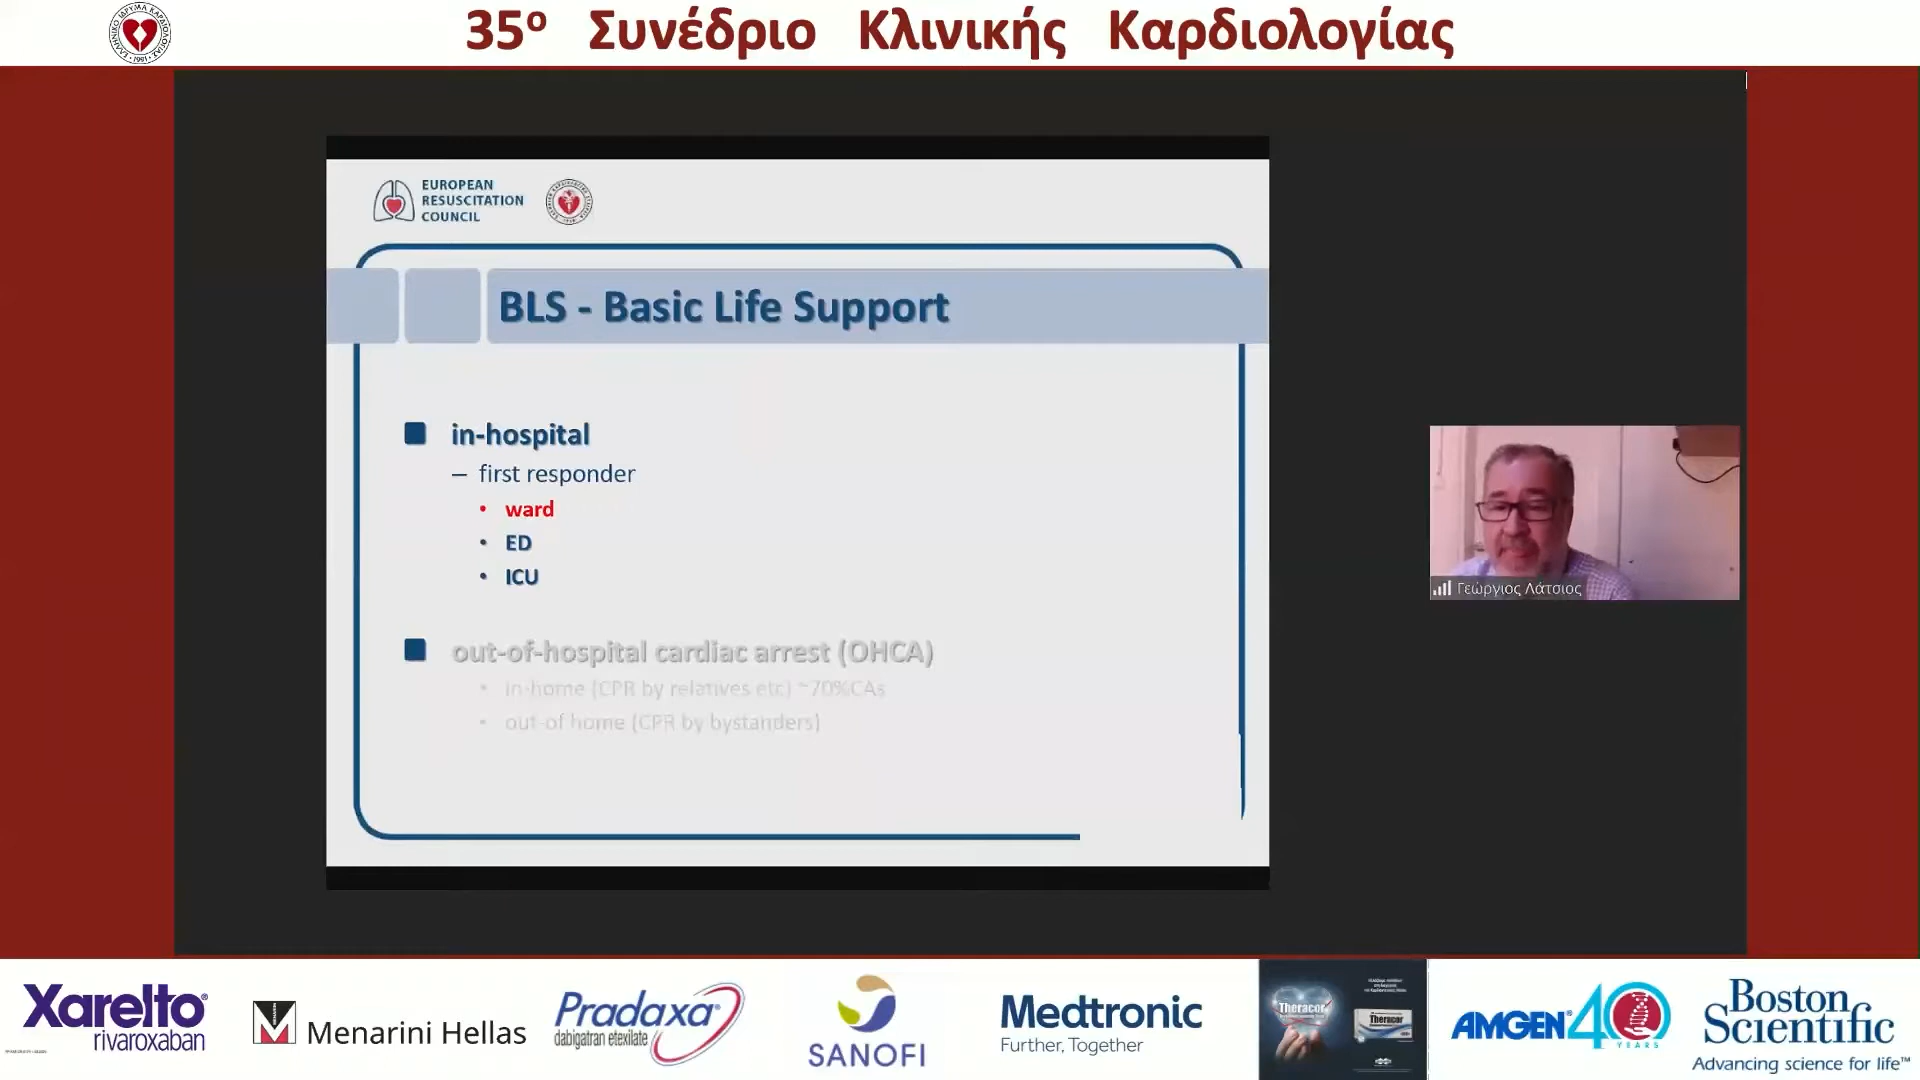 35ο Συνέδριο Κλινικής Καρδιολογίας
EUROPEAN
RESUSCITATION
COUNCIL
BLS - Basic Life Support
in-hospital
– first responder
• ward
• ED
• ICU
out-of-hospital cardiac arrest (OHCA)
• in-home (CPR by relatives etc) ~70%CAs
• out-of home (CPR by bystanders)
Γεώργιος Λάτσιος
Xarelto®
rivaroxaban
Menarini Hellas
Pradaxa®
dabigatran etexilate
SANOFI
Medtronic
Further, Together
Theracor
Theracor
AMGEN® 40
YEARS
Boston
Scientific
Advancing science for life™